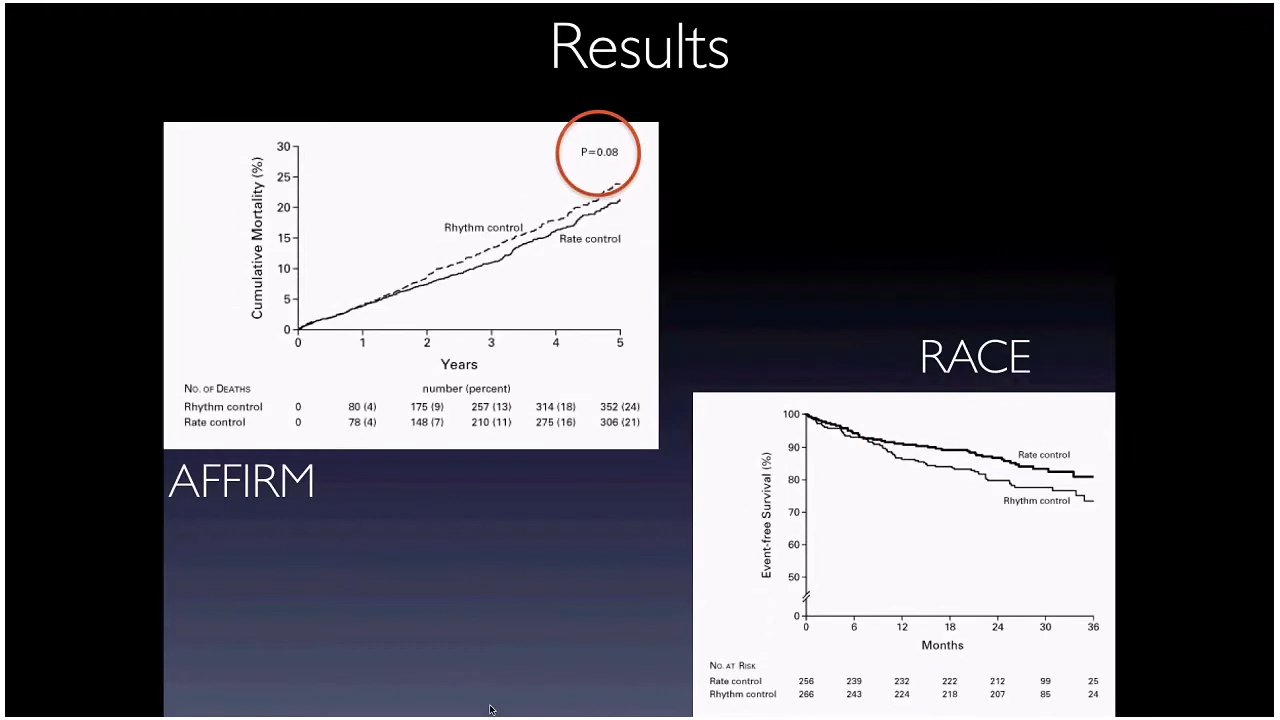 Results
P=0.08
30
25
20
15
10
5
0
Cumulative Mortality (%)
Rhythm control
Rate control
0 1 2 3 4 5
Years
No. of Deaths number (percent)
Rhythm control 0 80 (4) 175 (9) 257 (13) 314 (18) 352 (24)
Rate control 0 78 (4) 148 (7) 210 (11) 275 (16) 306 (21)
AFFIRM
RACE
100
90
80
70
60
50
0
Event-free Survival (%)
Rate control
Rhythm control
0 6 12 18 24 30 36
Months
No. at Risk
Rate control 256 239 232 222 212 99 25
Rhythm control 266 243 224 218 207 85 24